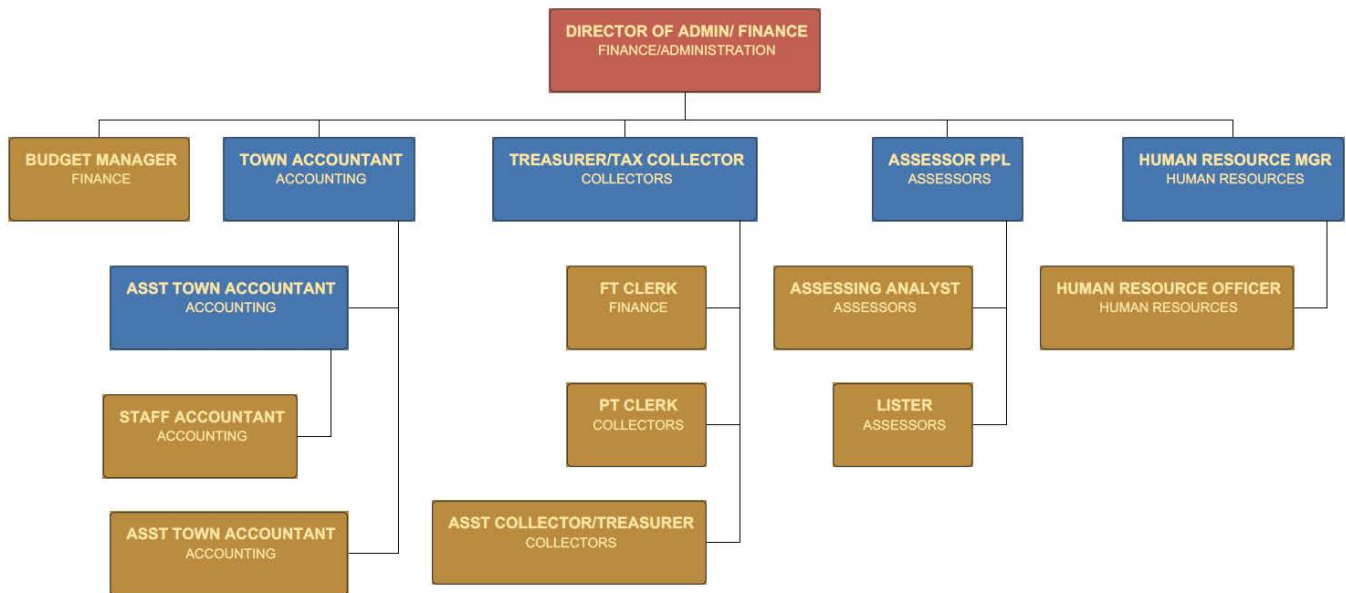 DIRECTOR OF ADMIN/ FINANCE
FINANCE/ADMINISTRATION
BUDGET MANAGER
FINANCE
TOWN ACCOUNTANT
ACCOUNTING
TREASURER/TAX COLLECTOR
COLLECTORS
ASSESSOR PPL
ASSESSORS
HUMAN RESOURCE MGR
HUMAN RESOURCES
ASST TOWN ACCOUNTANT
ACCOUNTING
FT CLERK
FINANCE
ASSESSING ANALYST
ASSESSORS
HUMAN RESOURCE OFFICER
HUMAN RESOURCES
STAFF ACCOUNTANT
ACCOUNTING
PT CLERK
COLLECTORS
LISTER
ASSESSORS
ASST TOWN ACCOUNTANT
ACCOUNTING
ASST COLLECTOR/TREASURER
COLLECTORS